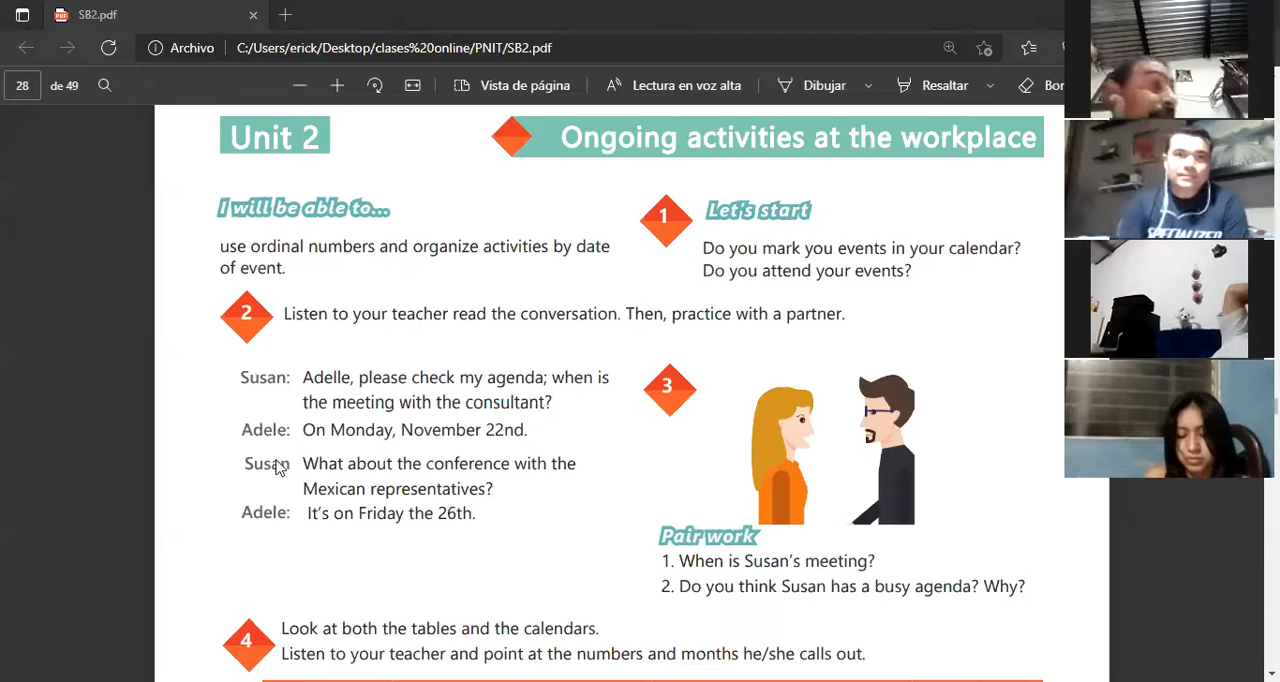 SB2.pdf
Archivo
C:/Users/erick/Desktop/clases%20online/PNIT/SB2.pdf
28 de 49
Vista de página
Lectura en voz alta
Dibujar
Resaltar
Unit 2
Ongoing activities at the workplace
I will be able to...
use ordinal numbers and organize activities by date
of event.
1
Let's start
Do you mark you events in your calendar?
Do you attend your events?
2
Listen to your teacher read the conversation. Then, practice with a partner.
Susan: Adelle, please check my agenda; when is
the meeting with the consultant?
Adele: On Monday, November 22nd.
Susan What about the conference with the
Mexican representatives?
Adele: It's on Friday the 26th.
3
Pair work
1. When is Susan's meeting?
2. Do you think Susan has a busy agenda? Why?
4
Look at both the tables and the calendars.
Listen to your teacher and point at the numbers and months he/she calls out.